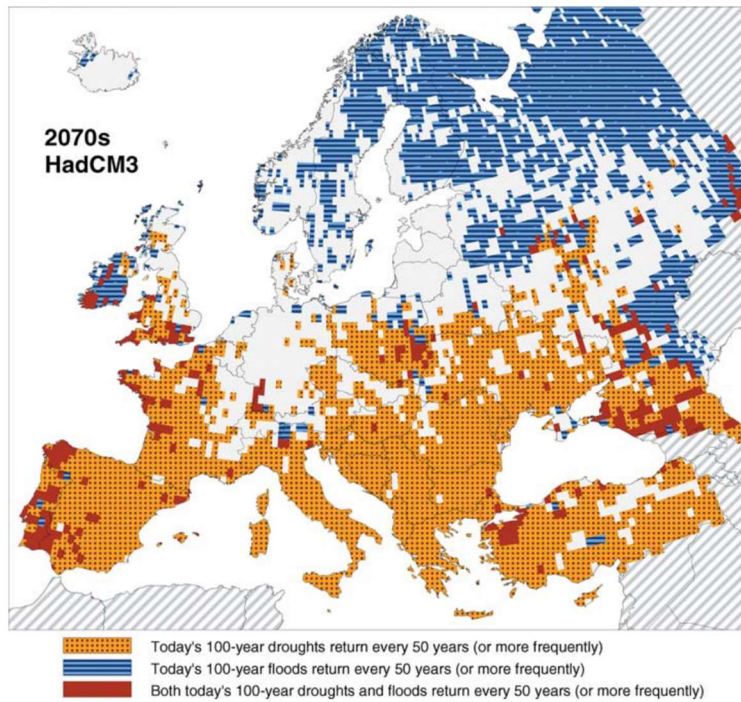 2070s
HadCM3
Today's 100-year droughts return every 50 years (or more frequently)
Today's 100-year floods return every 50 years (or more frequently)
Both today's 100-year droughts and floods return every 50 years (or more frequently)